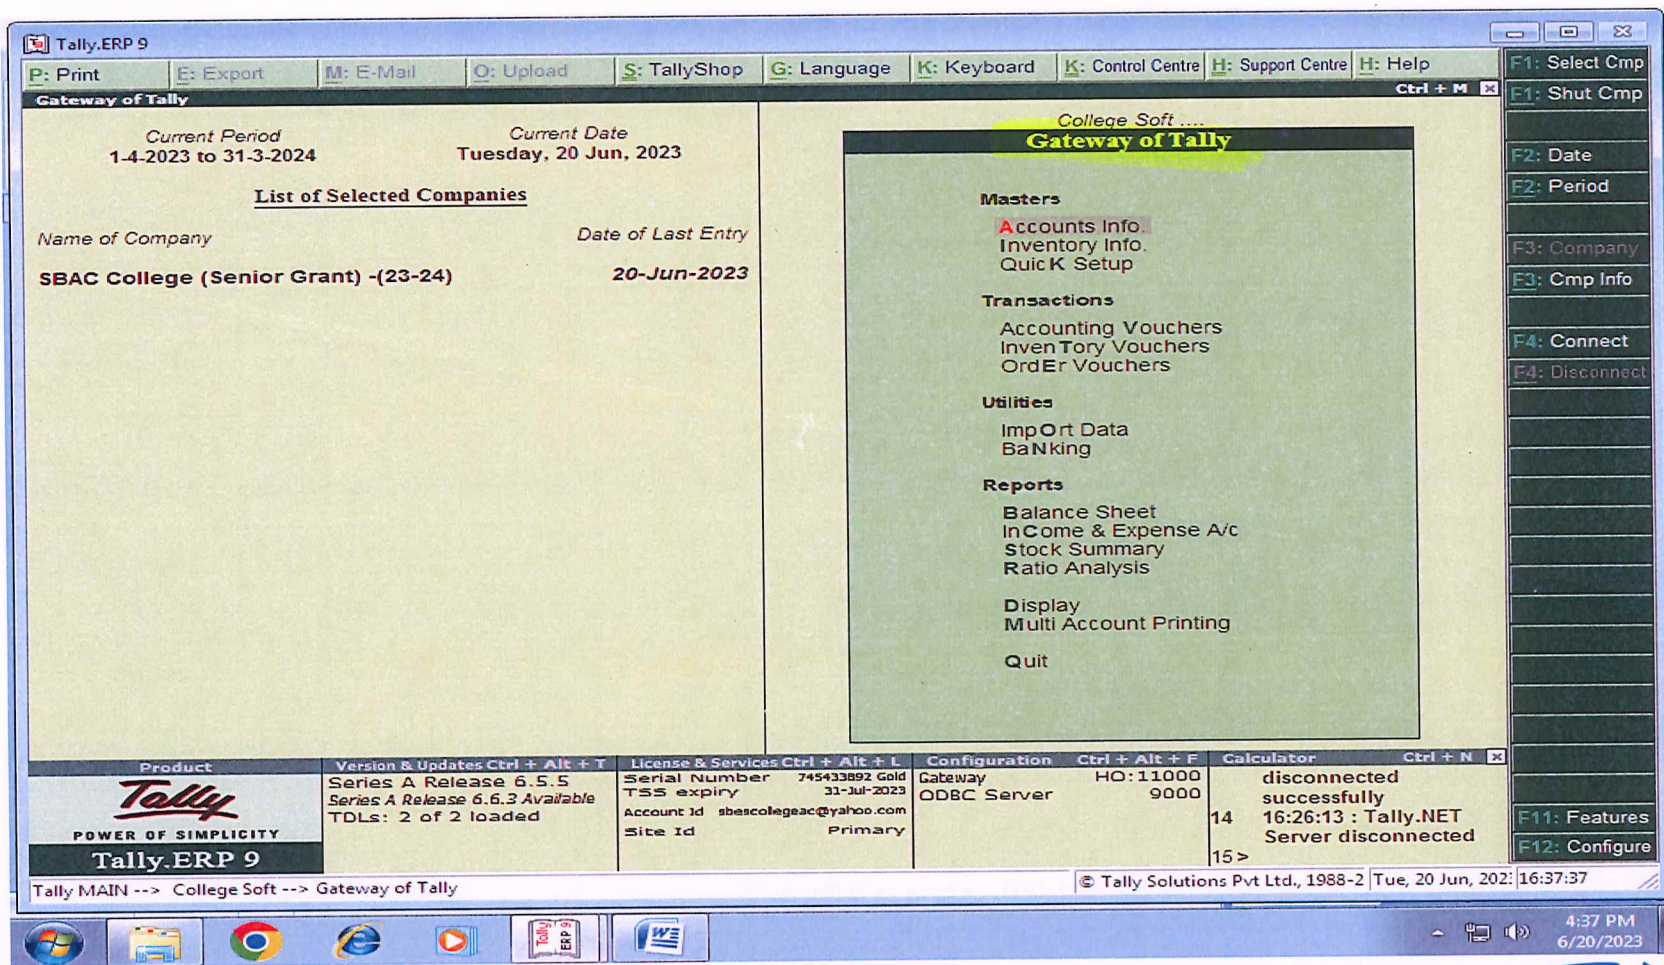 Tally.ERP 9
P: Print E: Export M: E-Mail O: Upload S: TallyShop G: Language K: Keyboard K: Control Centre H: Support Centre H: Help
Gateway of Tally Ctrl + M
Current Period Current Date
1-4-2023 to 31-3-2024 Tuesday, 20 Jun, 2023
List of Selected Companies
Name of Company Date of Last Entry
SBAC College (Senior Grant) -(23-24) 20-Jun-2023
College Soft ....
Gateway of Tally
Masters
Accounts Info.
Inventory Info.
QuicK Setup
Transactions
Accounting Vouchers
InvenTory Vouchers
OrdEr Vouchers
Utilities
ImpOrt Data
BaNking
Reports
Balance Sheet
InCome & Expense A/c
Stock Summary
Ratio Analysis
Display
Multi Account Printing
Quit
F1: Select Cmp
F1: Shut Cmp
F2: Date
F2: Period
F3: Company
F3: Cmp Info
F4: Connect
F4: Disconnect
F11: Features
F12: Configure
Product
Tally
POWER OF SIMPLICITY
Tally.ERP 9
Version & Updates Ctrl + Alt + T
Series A Release 6.5.5
Series A Release 6.6.3 Available
TDLs: 2 of 2 loaded
License & Services Ctrl + Alt + L
Serial Number 745433892 Gold
TSS expiry 31-Jul-2023
Account Id sbescollegeac@yahoo.com
Site Id Primary
Configuration Ctrl + Alt + F
Gateway HO:11000
ODBC Server 9000
Calculator Ctrl + N
disconnected
successfully
14 16:26:13 : Tally.NET
Server disconnected
15 >
Tally MAIN --> College Soft --> Gateway of Tally © Tally Solutions Pvt Ltd., 1988-2 Tue, 20 Jun, 202 16:37:37
Tally
ERP 9
W
4:37 PM
6/20/2023